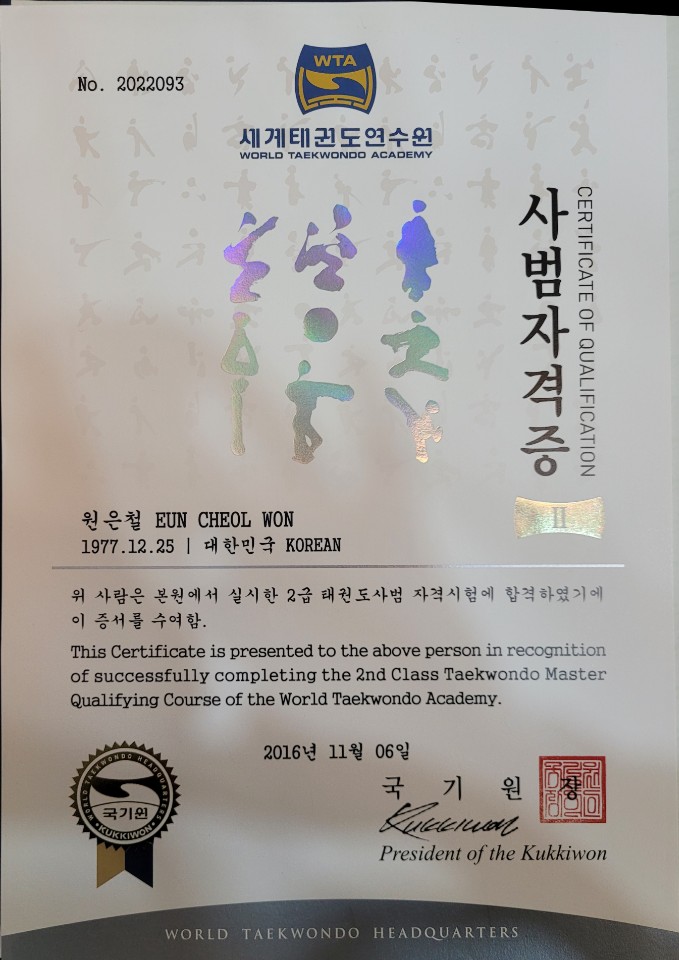 No. 2022093
WTA
세계태권도연수원
WORLD TAEKWONDO ACADEMY
사범자격증
CERTIFICATE OF QUALIFICATION
II
원은철 EUN CHEOL WON
1977.12.25 | 대한민국 KOREAN
위 사람은 본원에서 실시한 2급 태권도사범 자격시험에 합격하였기에
이 증서를 수여함.
This Certificate is presented to the above person in recognition
of successfully completing the 2nd Class Taekwondo Master
Qualifying Course of the World Taekwondo Academy.
2016년 11월 06일
국 기 원 장
Kukkiwon
President of the Kukkiwon
WORLD TAEKWONDO HEADQUARTERS
국기원
KUKKIWON
WORLD TAEKWONDO HEADQUARTERS